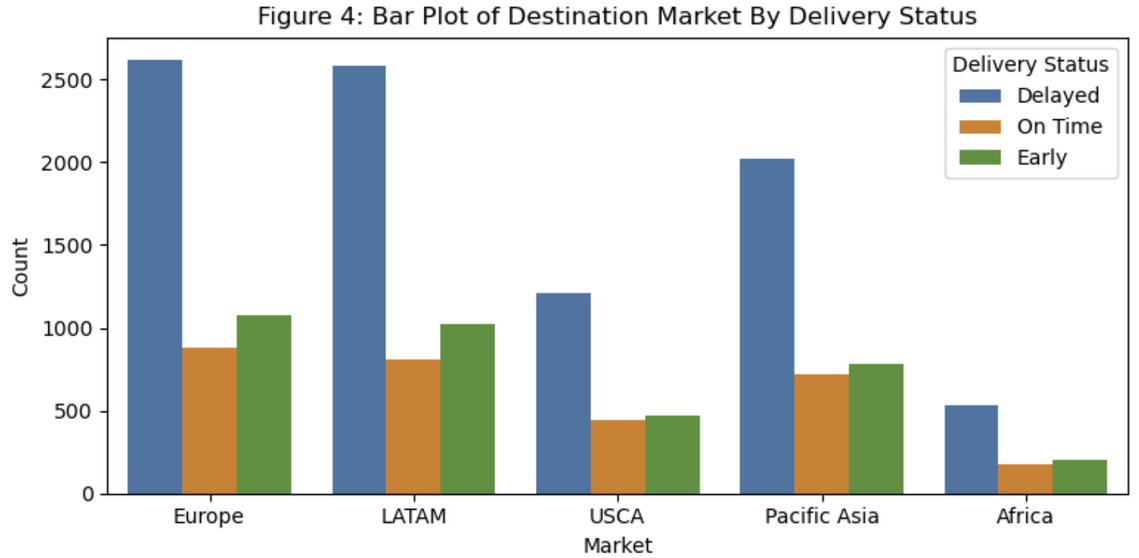 Figure 4: Bar Plot of Destination Market By Delivery Status
Delivery Status
Delayed
On Time
Early
2500
2000
1500
1000
500
0
Count
Europe LATAM USCA Pacific Asia Africa
Market